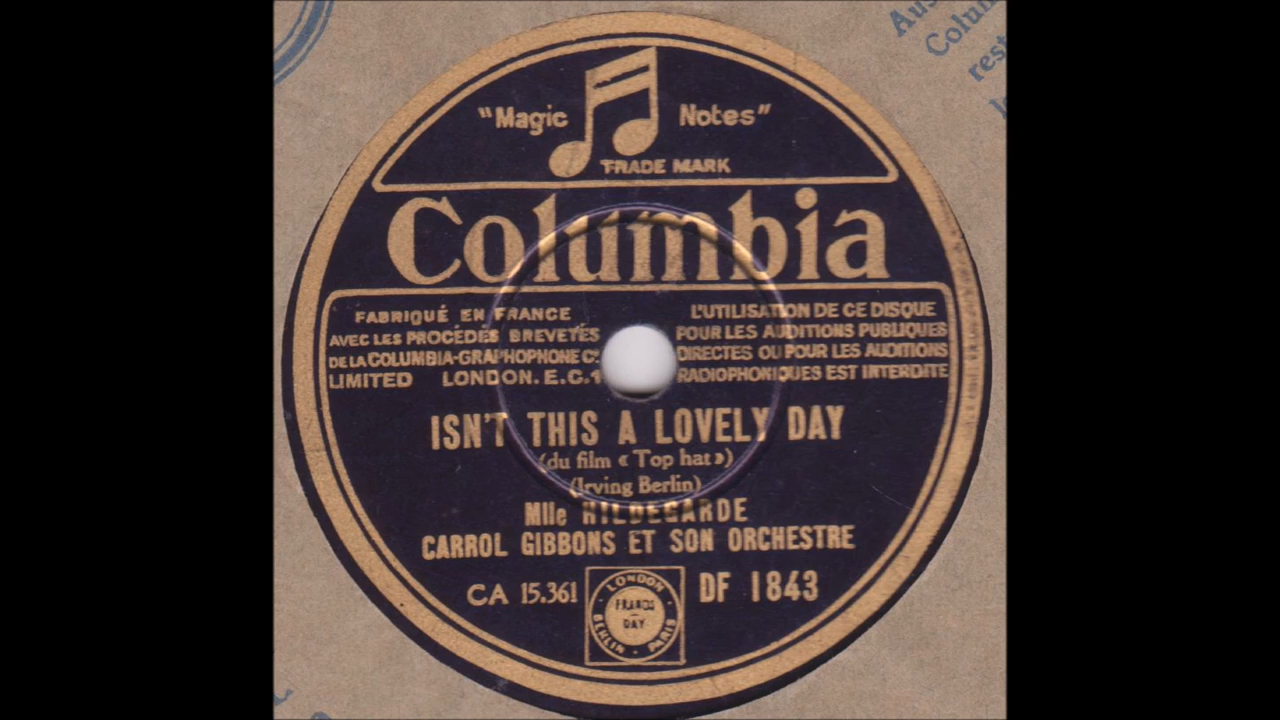 "Magic Notes"
TRADE MARK
Columbia
FABRIQUÉ EN FRANCE
AVEC LES PROCÉDÉS BREVETÉS
DE LA COLUMBIA-GRAPHOPHONE Cº
LIMITED LONDON. E.C.1
L'UTILISATION DE CE DISQUE
POUR LES AUDITIONS PUBLIQUES
DIRECTES OU POUR LES AUDITIONS
RADIOPHONIQUES EST INTERDITE
ISN'T THIS A LOVELY DAY
(du film « Top hat »)
(Irving Berlin)
Mlle HILDEGARDE
CARROL GIBBONS ET SON ORCHESTRE
CA 15.361
LONDON
FRANCIS
DAY
BERLIN · PARIS
DF 1843